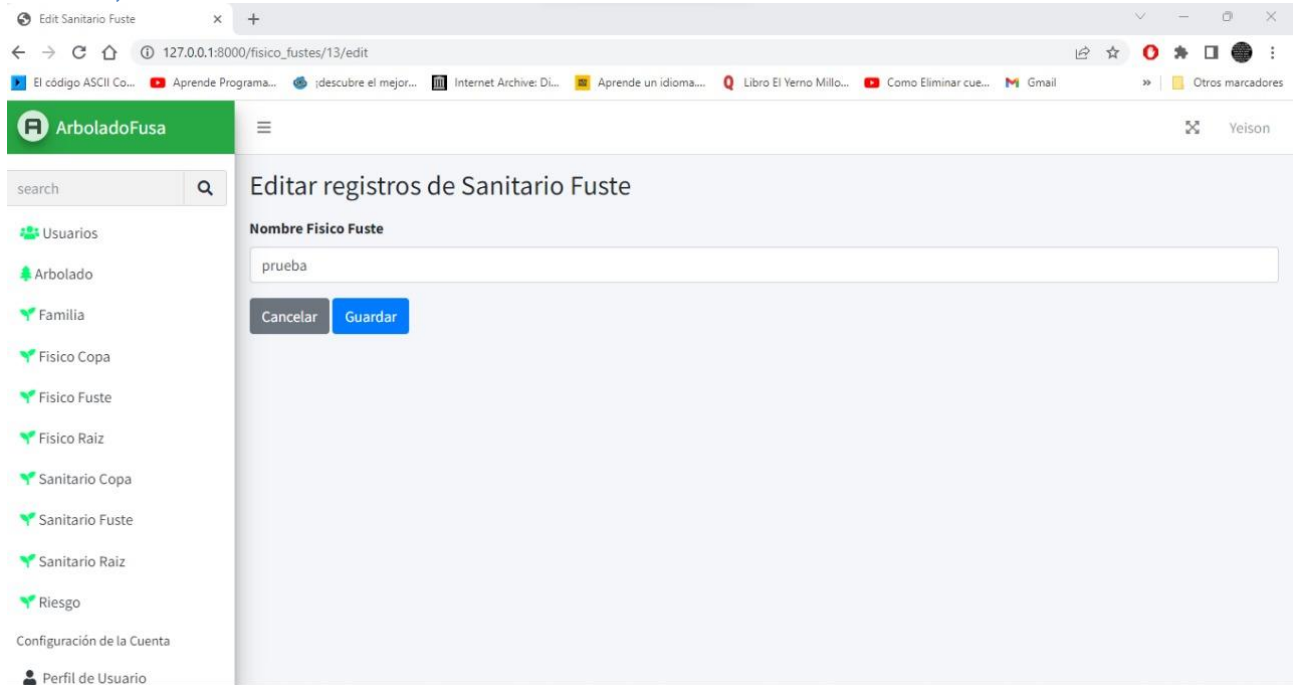 Edit Sanitario Fuste
127.0.0.1:8000/fisico_fustes/13/edit
El código ASCII Co... Aprende Programa... ¡descubre el mejor... Internet Archive: Di... Aprende un idioma.... Libro El Yerno Millo... Como Eliminar cue... Gmail » Otros marcadores
ArboladoFusa
Yeison
search
Editar registros de Sanitario Fuste
Usuarios
Nombre Fisico Fuste
prueba
Arbolado
Familia
Cancelar Guardar
Fisico Copa
Fisico Fuste
Fisico Raiz
Sanitario Copa
Sanitario Fuste
Sanitario Raiz
Riesgo
Configuración de la Cuenta
Perfil de Usuario